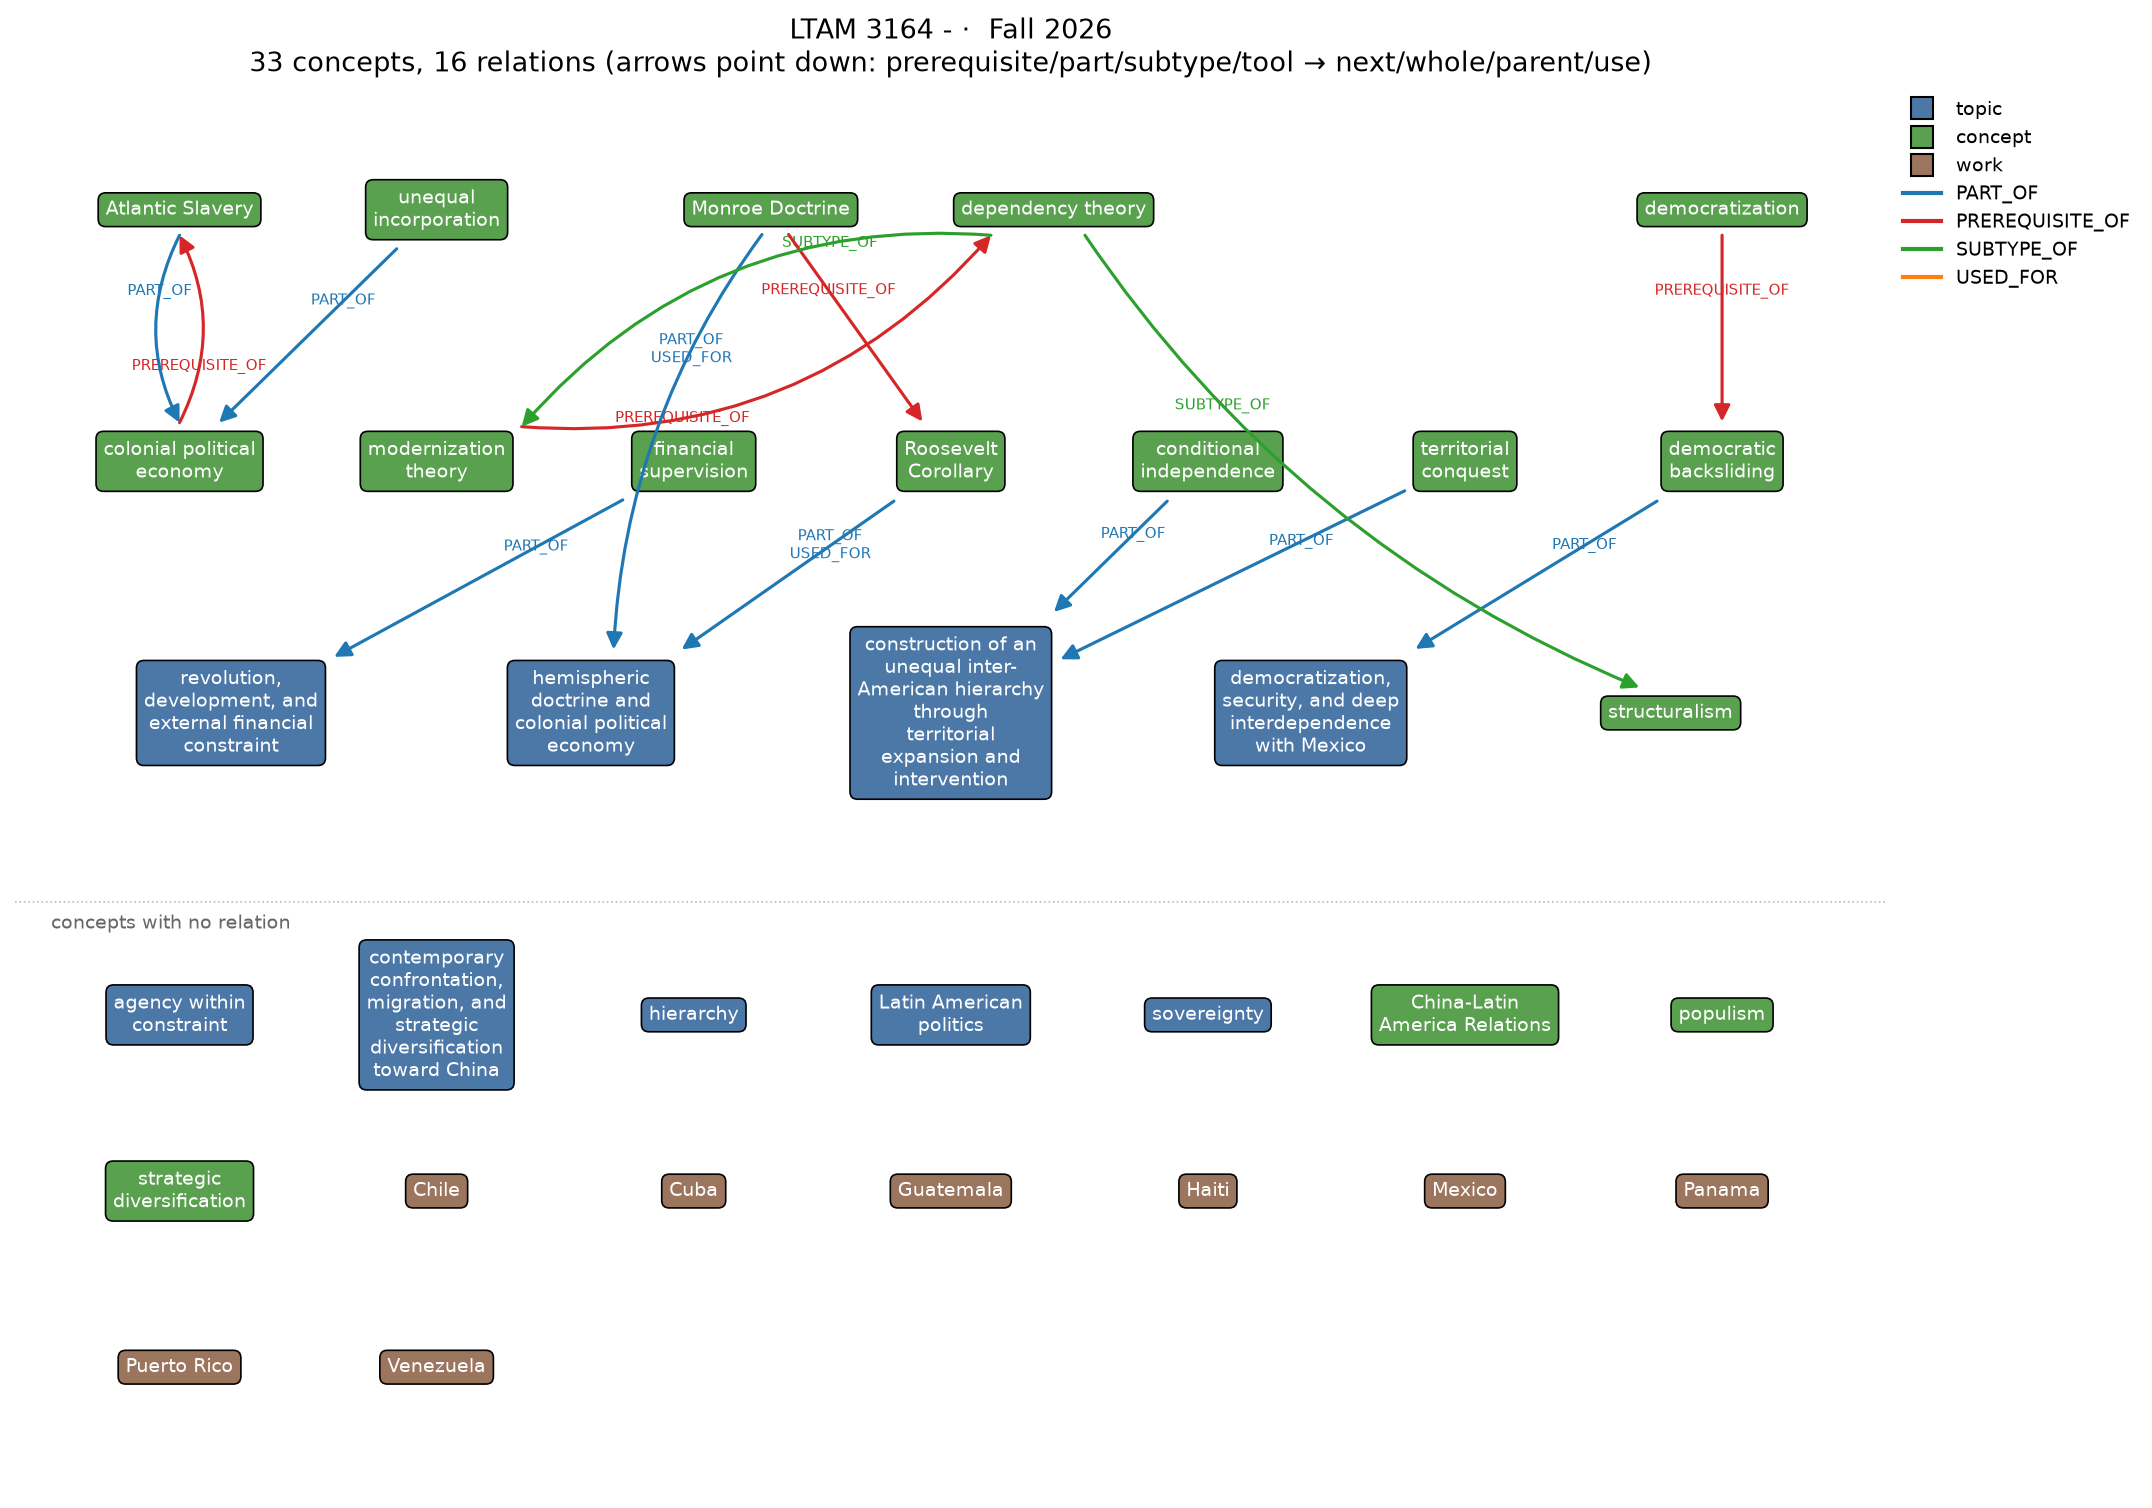 LTAM 3164 - ·  Fall 2026
33 concepts, 16 relations (arrows point down: prerequisite/part/subtype/tool → next/whole/parent/use)
topic
concept
work
PART_OF
PREREQUISITE_OF
SUBTYPE_OF
USED_FOR
Atlantic Slavery
unequal
incorporation
Monroe Doctrine
dependency theory
democratization
SUBTYPE_OF
PART_OF
PART_OF
PREREQUISITE_OF
PREREQUISITE_OF
PART_OF
USED_FOR
PREREQUISITE_OF
SUBTYPE_OF
PREREQUISITE_OF
colonial political
economy
modernization
theory
financial
supervision
Roosevelt
Corollary
conditional
independence
territorial
conquest
democratic
backsliding
PART_OF
PART_OF
USED_FOR
PART_OF
PART_OF
PART_OF
revolution,
development, and
external financial
constraint
hemispheric
doctrine and
colonial political
economy
construction of an
unequal inter-
American hierarchy
through
territorial
expansion and
intervention
democratization,
security, and deep
interdependence
with Mexico
structuralism
concepts with no relation
agency within
constraint
contemporary
confrontation,
migration, and
strategic
diversification
toward China
hierarchy
Latin American
politics
sovereignty
China-Latin
America Relations
populism
strategic
diversification
Chile
Cuba
Guatemala
Haiti
Mexico
Panama
Puerto Rico
Venezuela